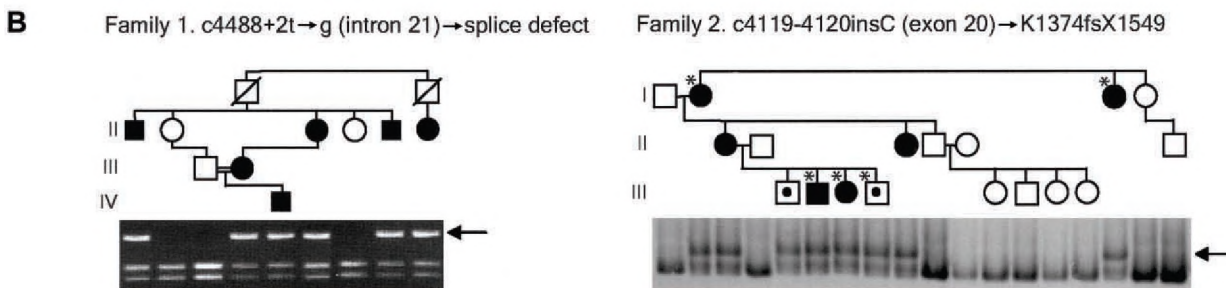 B
Family 1. c4488+2t→g (intron 21)→splice defect
Family 2. c4119-4120insC (exon 20)→K1374fsX1549
II
III
IV
I
II
III
* *
* * *